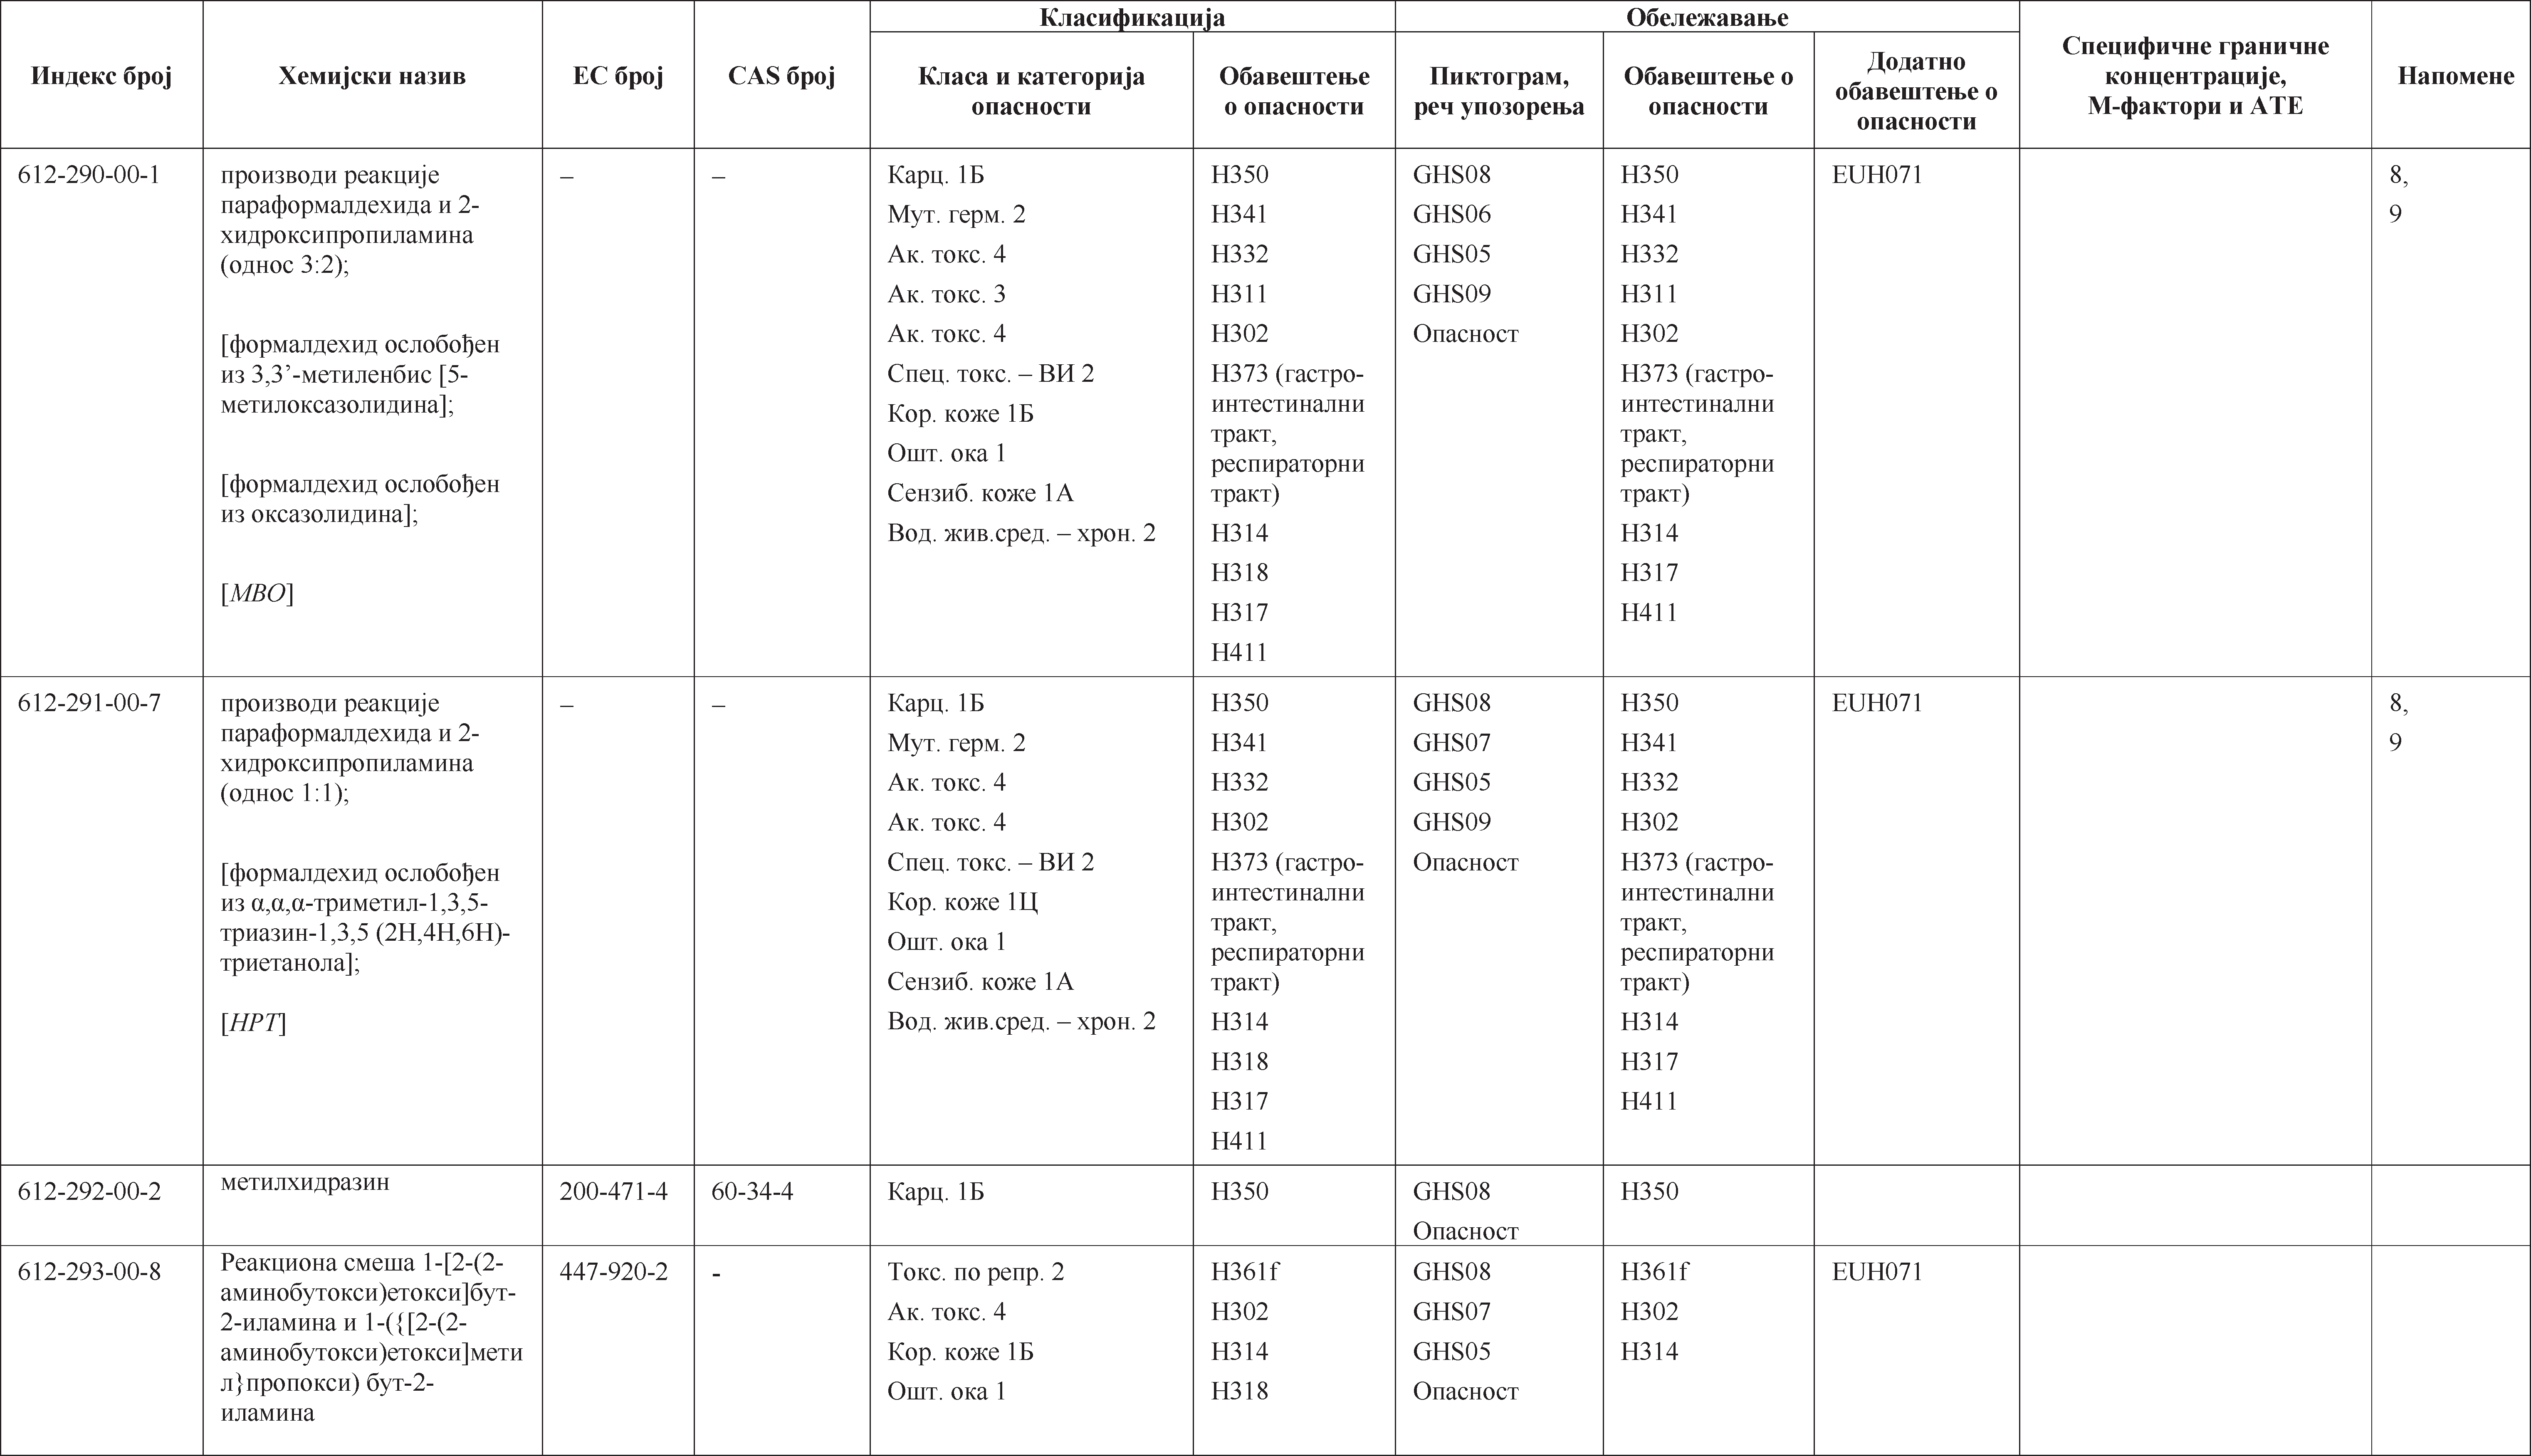 Индекс број
Хемијски назив
ЕС број
CAS број
Класификација
Класа и категорија
опасности
Обавештење
о опасности
Обележавање
Пиктограм,
реч упозорења
Обавештење о
опасности
Додатно
обавештење о
опасности
Специфичне граничне
концентрације,
М-фактори и АТЕ
Напомене
612-290-00-1
производи реакције
параформалдехида и 2-
хидроксипропиламина
(однос 3:2);
[формалдехид ослобођен
из 3,3’-метиленбис [5-
метилоксазолидина];
[формалдехид ослобођен
из оксазолидина];
[MBO]
–
–
Карц. 1Б
Мут. герм. 2
Ак. токс. 4
Ак. токс. 3
Ак. токс. 4
Спец. токс. – ВИ 2
Кор. коже 1Б
Ошт. ока 1
Сензиб. коже 1А
Вод. жив.сред. – хрон. 2
H350
H341
H332
H311
H302
H373 (гастро-
интестинални
тракт,
респираторни
тракт)
H314
H318
H317
H411
GHS08
GHS06
GHS05
GHS09
Опасност
H350
H341
H332
H311
H302
H373 (гастро-
интестинални
тракт,
респираторни
тракт)
H314
H317
H411
EUH071
8,
9
612-291-00-7
производи реакције
параформалдехида и 2-
хидроксипропиламина
(однос 1:1);
[формалдехид ослобођен
из α,α,α-триметил-1,3,5-
триазин-1,3,5 (2H,4H,6H)-
триетанола];
[HPT]
–
–
Карц. 1Б
Мут. герм. 2
Ак. токс. 4
Ак. токс. 4
Спец. токс. – ВИ 2
Кор. коже 1Ц
Ошт. ока 1
Сензиб. коже 1А
Вод. жив.сред. – хрон. 2
H350
H341
H332
H302
H373 (гастро-
интестинални
тракт,
респираторни
тракт)
H314
H318
H317
H411
GHS08
GHS07
GHS05
GHS09
Опасност
H350
H341
H332
H302
H373 (гастро-
интестинални
тракт,
респираторни
тракт)
H314
H317
H411
EUH071
8,
9
612-292-00-2
метилхидразин
200-471-4
60-34-4
Карц. 1Б
H350
GHS08
Опасност
H350
612-293-00-8
Реакциона смеша 1-[2-(2-
аминобутокси)етокси]бут-
2-иламина и 1-({[2-(2-
аминобутокси)етокси]мети
л}пропокси) бут-2-
иламина
447-920-2
-
Токс. по репр. 2
Ак. токс. 4
Кор. коже 1Б
Ошт. ока 1
H361f
H302
H314
H318
GHS08
GHS07
GHS05
Опасност
H361f
H302
H314
EUH071